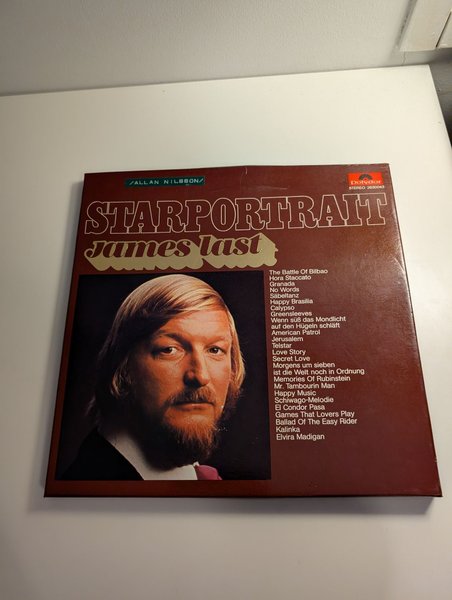 /ALLAN NILSSON/
Polydor
STEREO 2630043
STARPORTRAIT
James last
The Battle Of Bilbao
Hora Staccato
Granada
No Words
Säbeltanz
Happy Brasilia
Calypso
Greensleeves
Wenn süß das Mondlicht
auf den Hügeln schläft
American Patrol
Jerusalem
Telstar
Love Story
Secret Love
Morgens um sieben
ist die Welt noch in Ordnung
Memories Of Rubinstein
Mr. Tambourin Man
Happy Music
Schiwago-Melodie
El Condor Pasa
Games That Lovers Play
Ballad Of The Easy Rider
Kalinka
Elvira Madigan